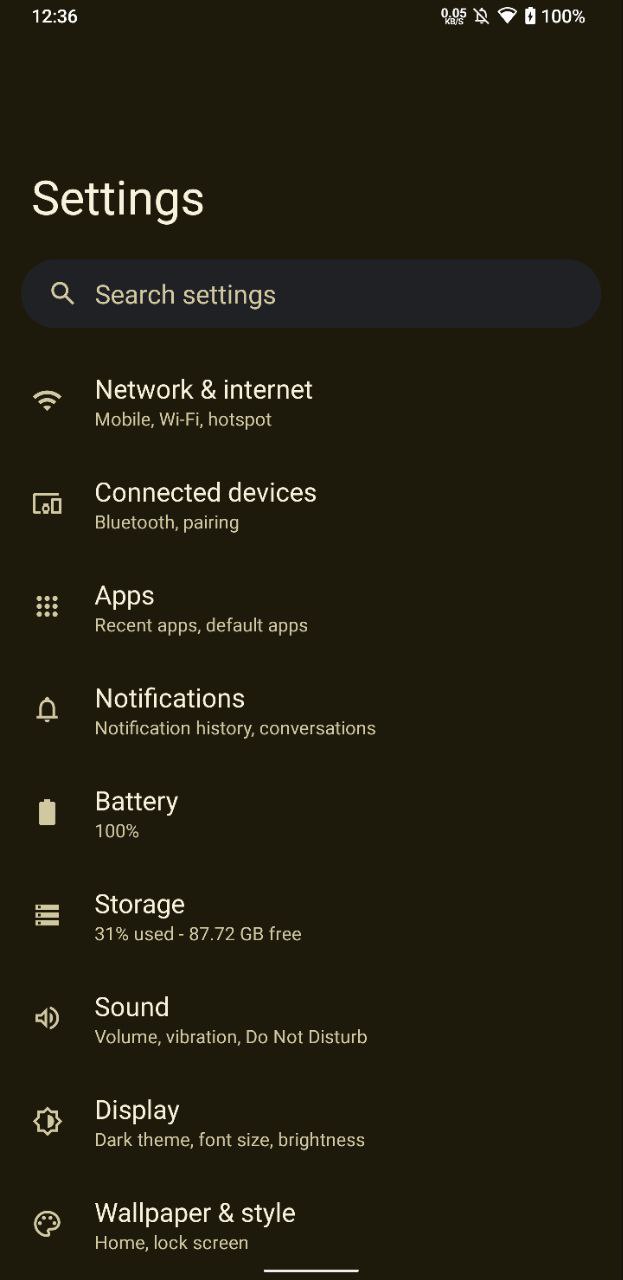 12:36
0.05
KB/S
100%
Settings
Search settings
Network & internet
Mobile, Wi-Fi, hotspot
Connected devices
Bluetooth, pairing
Apps
Recent apps, default apps
Notifications
Notification history, conversations
Battery
100%
Storage
31% used - 87.72 GB free
Sound
Volume, vibration, Do Not Disturb
Display
Dark theme, font size, brightness
Wallpaper & style
Home, lock screen